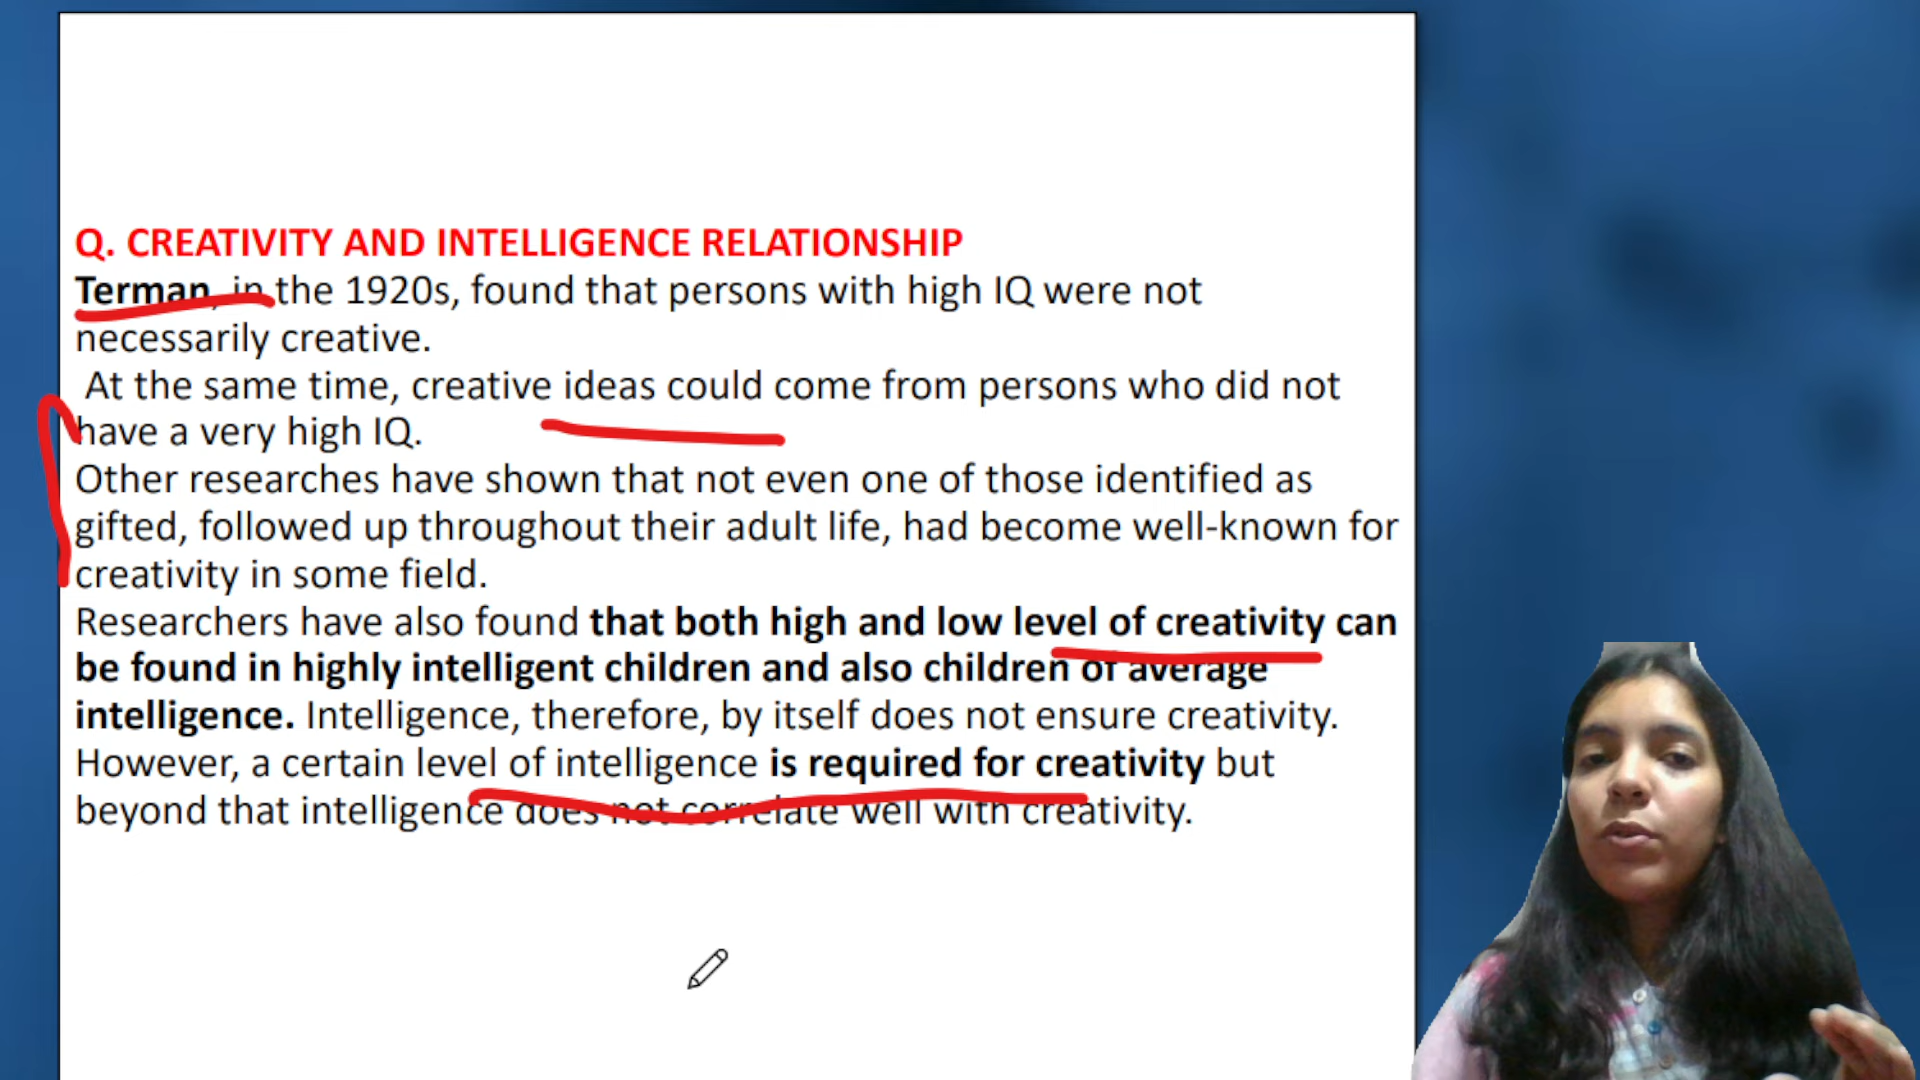 Q. CREATIVITY AND INTELLIGENCE RELATIONSHIP
Terman, in the 1920s, found that persons with high IQ were not
necessarily creative.
At the same time, creative ideas could come from persons who did not
have a very high IQ.
Other researches have shown that not even one of those identified as
gifted, followed up throughout their adult life, had become well-known for
creativity in some field.
Researchers have also found that both high and low level of creativity can
be found in highly intelligent children and also children of average
intelligence. Intelligence, therefore, by itself does not ensure creativity.
However, a certain level of intelligence is required for creativity but
beyond that intelligence does not correlate well with creativity.